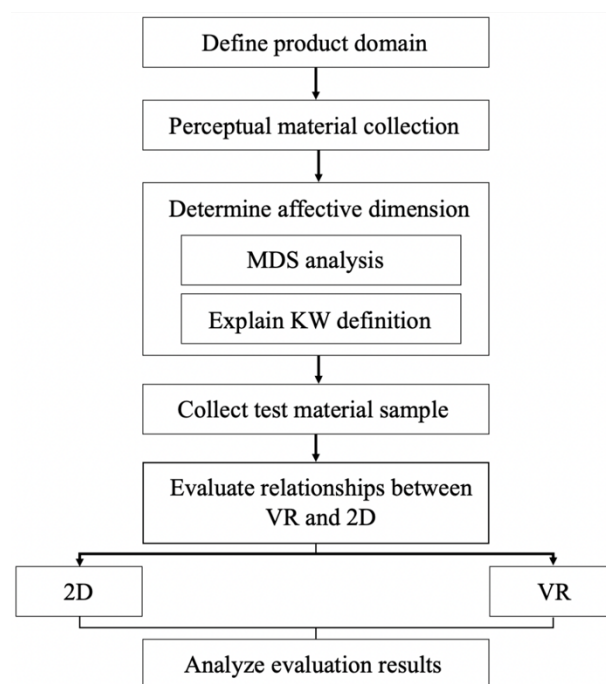 Define product domain
Perceptual material collection
Determine affective dimension
MDS analysis
Explain KW definition
Collect test material sample
Evaluate relationships between
VR and 2D
2D
VR
Analyze evaluation results